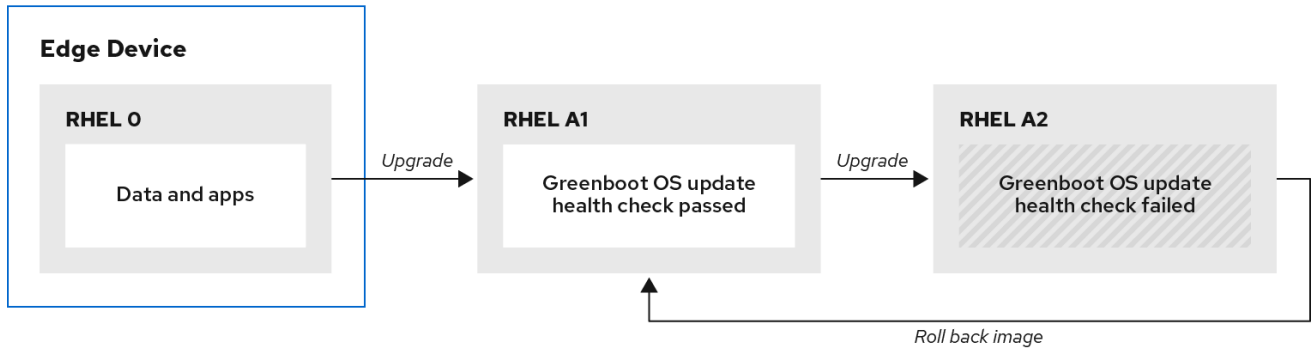 Edge Device
RHEL 0
Data and apps
Upgrade
RHEL A1
Greenboot OS update
health check passed
Upgrade
RHEL A2
Greenboot OS update
health check failed
Roll back image